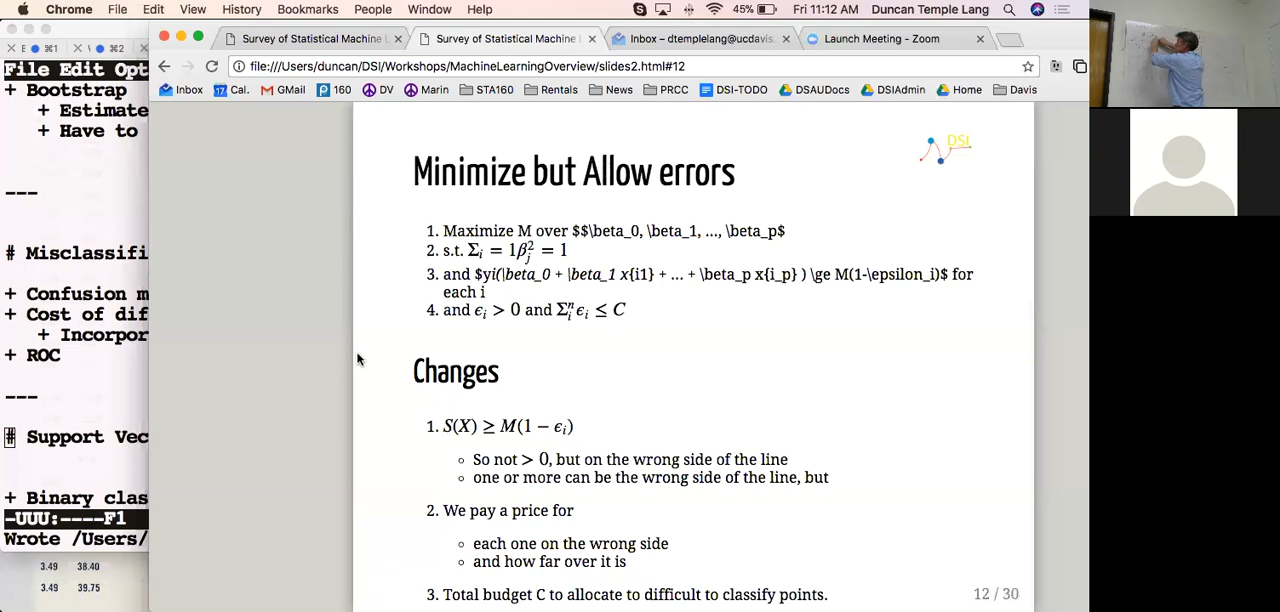 Chrome File Edit View History Bookmarks People Window Help 45% Fri 11:12 AM Duncan Temple Lang
E ⌘1 ⌘2
Survey of Statistical Machine L × Survey of Statistical Machine × Inbox – dtemplelang@ucdavis. × Launch Meeting - Zoom ×
file:///Users/duncan/DSI/Workshops/MachineLearningOverview/slides2.html#12
Inbox 17 Cal. GMail 160 DV Marin STA160 Rentals News PRCC DSI-TODO DSAUDocs DSIAdmin Home Davis
File Edit Opt
+ Bootstrap
+ Estimate
+ Have to
---
# Misclassifi
+ Confusion m
+ Cost of dif
+ Incorpor
+ ROC
---
# Support Vec
+ Binary clas
-UUU:----F1
Wrote /Users/
3.49 38.40
3.49 39.75
DSI
Minimize but Allow errors
1. Maximize M over $$\beta_0, \beta_1, ..., \beta_p$
2. s.t. Σᵢ = 1βⱼ² = 1
3. and $yi(|beta_0 + |beta_1 x{i1} + ... + \beta_p x{i_p} ) \ge M(1-\epsilon_i)$ for
each i
4. and ϵᵢ > 0 and Σᵢⁿϵᵢ ≤ C
Changes
1. S(X) ≥ M(1 − ϵᵢ)
◦ So not > 0, but on the wrong side of the line
◦ one or more can be the wrong side of the line, but
2. We pay a price for
◦ each one on the wrong side
◦ and how far over it is
3. Total budget C to allocate to difficult to classify points.
12 / 30